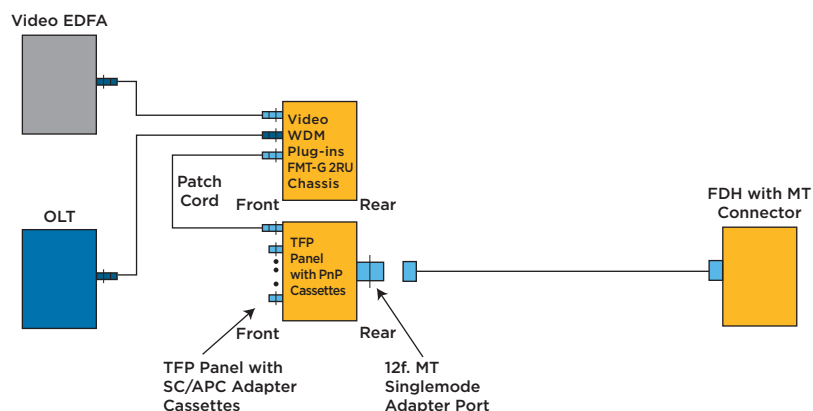 Video EDFA
Video
WDM
Plug-ins
FMT-G 2RU
Chassis
Patch
Cord
Front
Rear
OLT
FDH with MT
Connector
TFP
Panel
with PnP
Cassettes
Front
Rear
TFP Panel with
SC/APC Adapter
Cassettes
12f. MT
Singlemode
Adapter Port